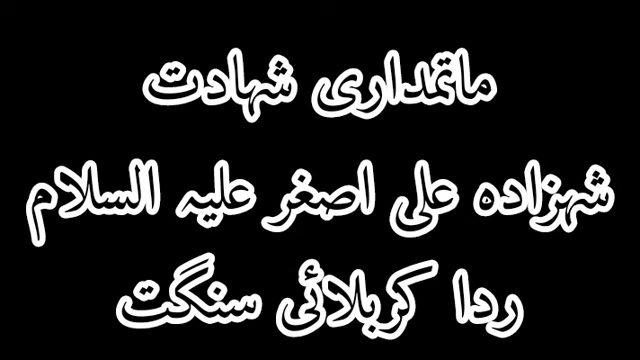 ماتمداری شہادت
شہزادہ علی اصغر علیہ السلام
ردا کربلائی سنگت